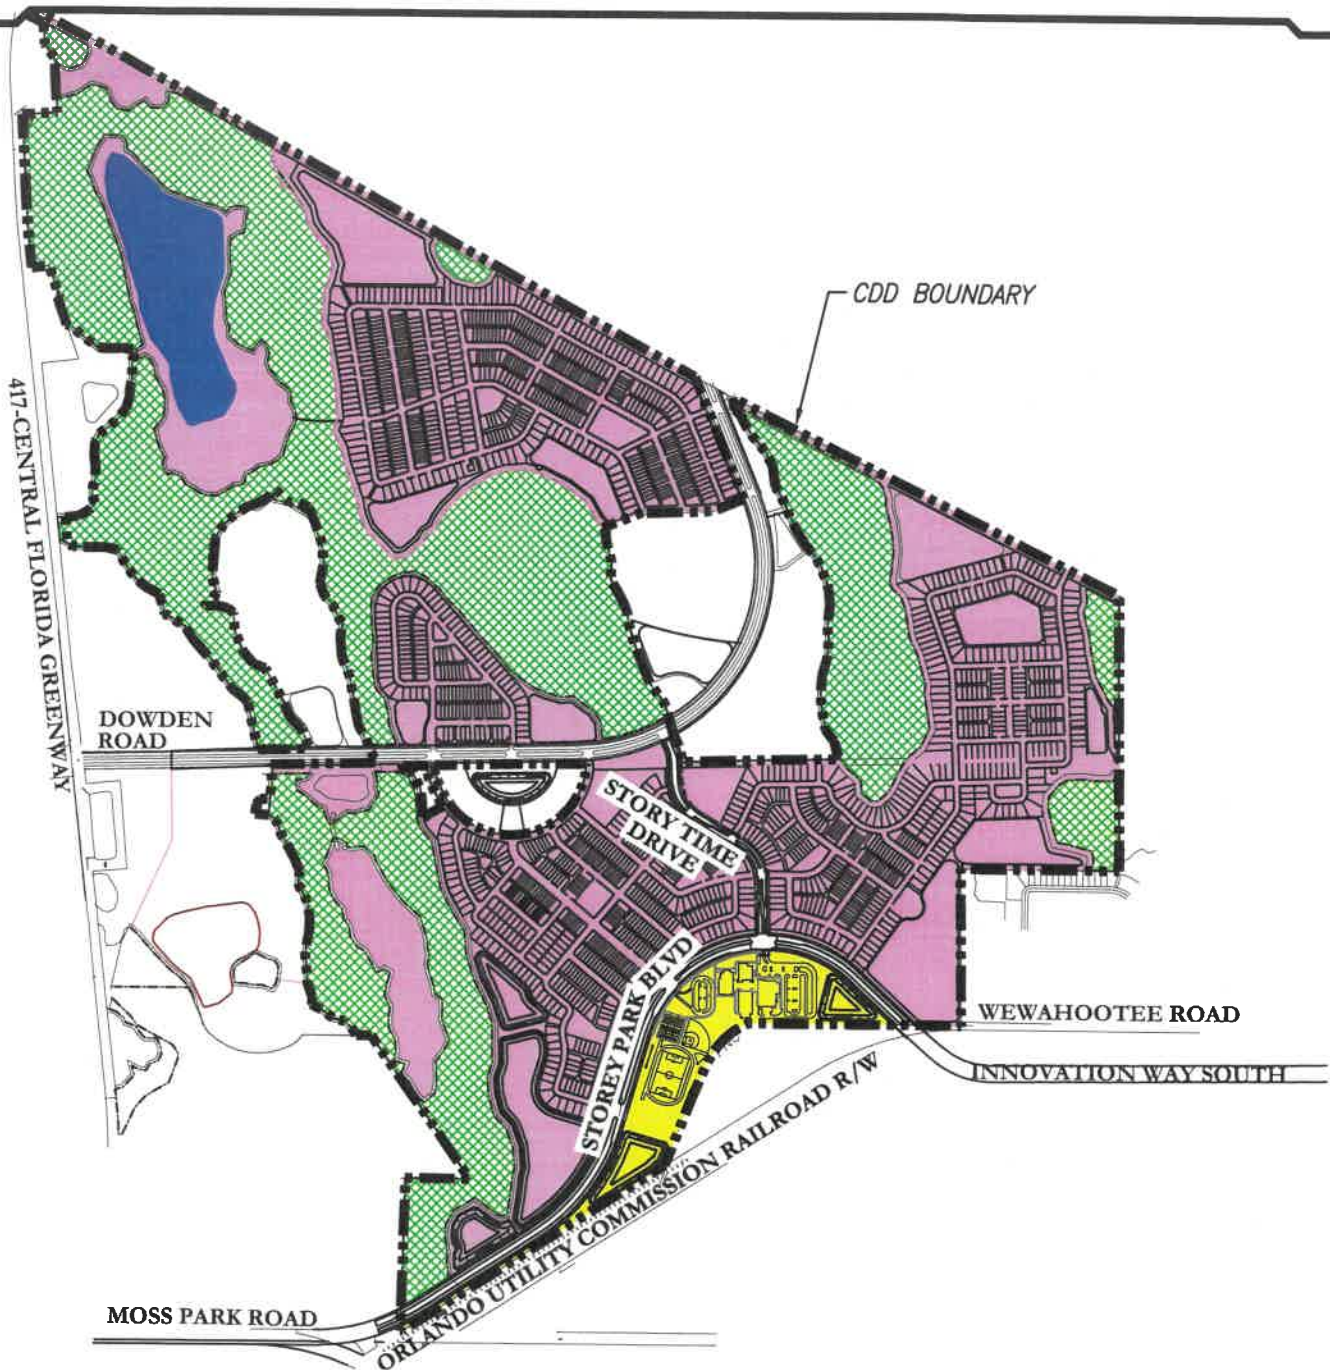 CDD BOUNDARY
417-CENTRAL FLORIDA GREENWAY
DOWDEN
ROAD
STORY TIME
DRIVE
STOREY PARK BLVD
WEWAHOOTEE ROAD
INNOVATION WAY SOUTH
ORLANDO UTILITY COMMISSION RAILROAD R/W
MOSS PARK ROAD